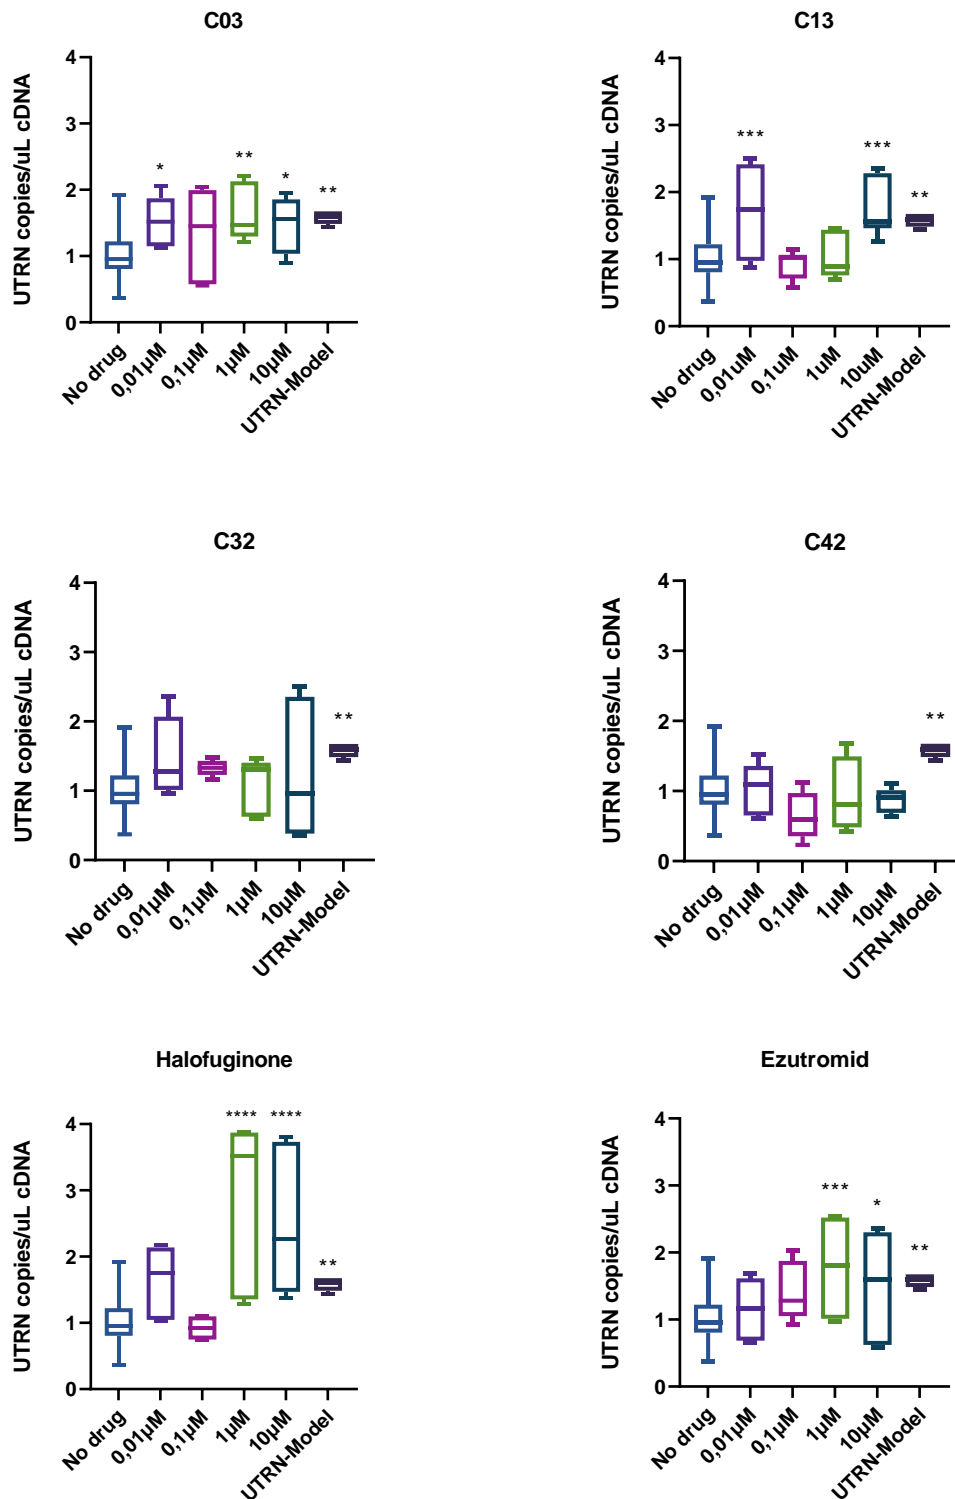 C03
UTRN copies/uL cDNA
4
3
2
1
0
*
**
*
**
No drug
0,01µM
0,1µM
1µM
10µM
UTRN-Model
C13
UTRN copies/uL cDNA
4
3
2
1
0
***
***
**
No drug
0,01uM
0,1uM
1uM
10uM
UTRN-Model
C32
UTRN copies/uL cDNA
4
3
2
1
0
**
No drug
0,01µM
0,1µM
1µM
10µM
UTRN-Model
C42
UTRN copies/uL cDNA
4
3
2
1
0
**
No drug
0,01µM
0,1µM
1µM
10µM
UTRN-Model
Halofuginone
UTRN copies/uL cDNA
4
3
2
1
0
****
****
**
No drug
0,01µM
0,1µM
1µM
10µM
UTRN-Model
Ezutromid
UTRN copies/uL cDNA
4
3
2
1
0
***
*
**
No drug
0,01µM
0,1µM
1µM
10µM
UTRN-Model